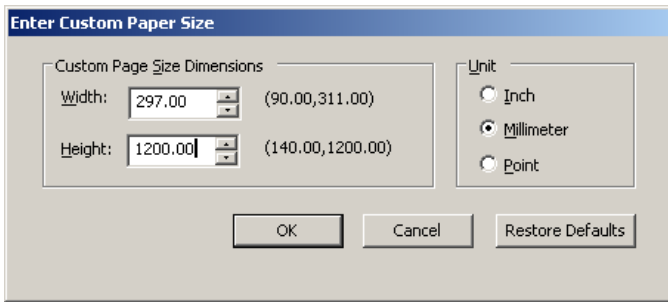 Enter Custom Paper Size
Custom Page Size Dimensions
Width: 297.00 (90.00,311.00)
Height: 1200.00 (140.00,1200.00)
Unit
Inch
Millimeter
Point
OK Cancel Restore Defaults